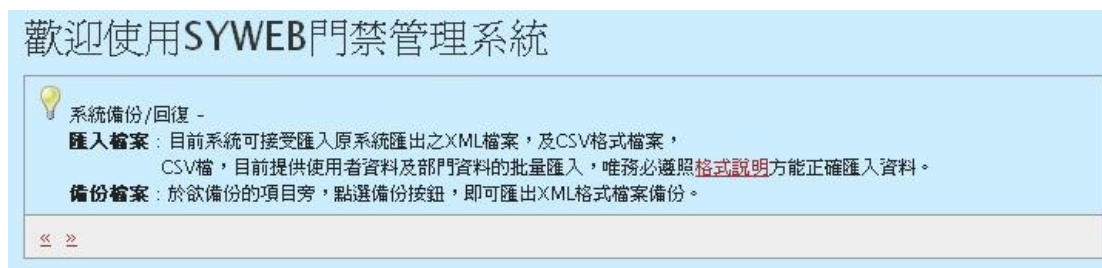 歡迎使用SYWEB門禁管理系統
系統備份/回復 -
匯入檔案：目前系統可接受匯入原系統匯出之XML檔案，及CSV格式檔案，
CSV檔，目前提供使用者資料及部門資料的批量匯入，唯務必遵照格式說明方能正確匯入資料。
備份檔案：於欲備份的項目旁，點選備份按鈕，即可匯出XML格式檔案備份。
« »